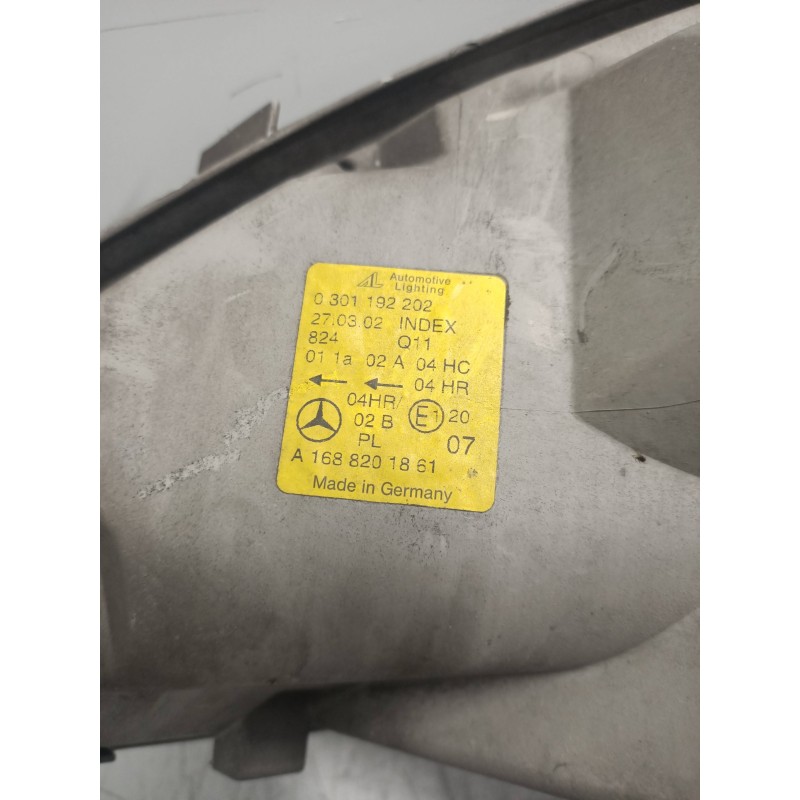 AL Automotive Lighting
0 301 192 202
27.03.02 INDEX
824 Q11
01 1a 02 A 04 HC
← ← 04 HR
04HR/ E1 20
02 B
PL 07
A 168 820 18 61
Made in Germany